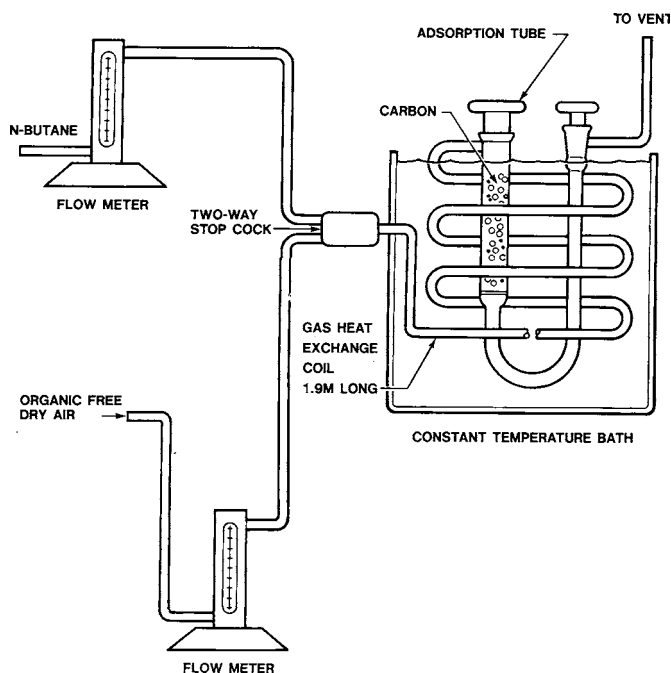 TO VENT
ADSORPTION TUBE
CARBON
N-BUTANE
FLOW METER
TWO-WAY
STOP COCK
GAS HEAT
EXCHANGE
COIL
1.9M LONG
ORGANIC FREE
DRY AIR
CONSTANT TEMPERATURE BATH
FLOW METER